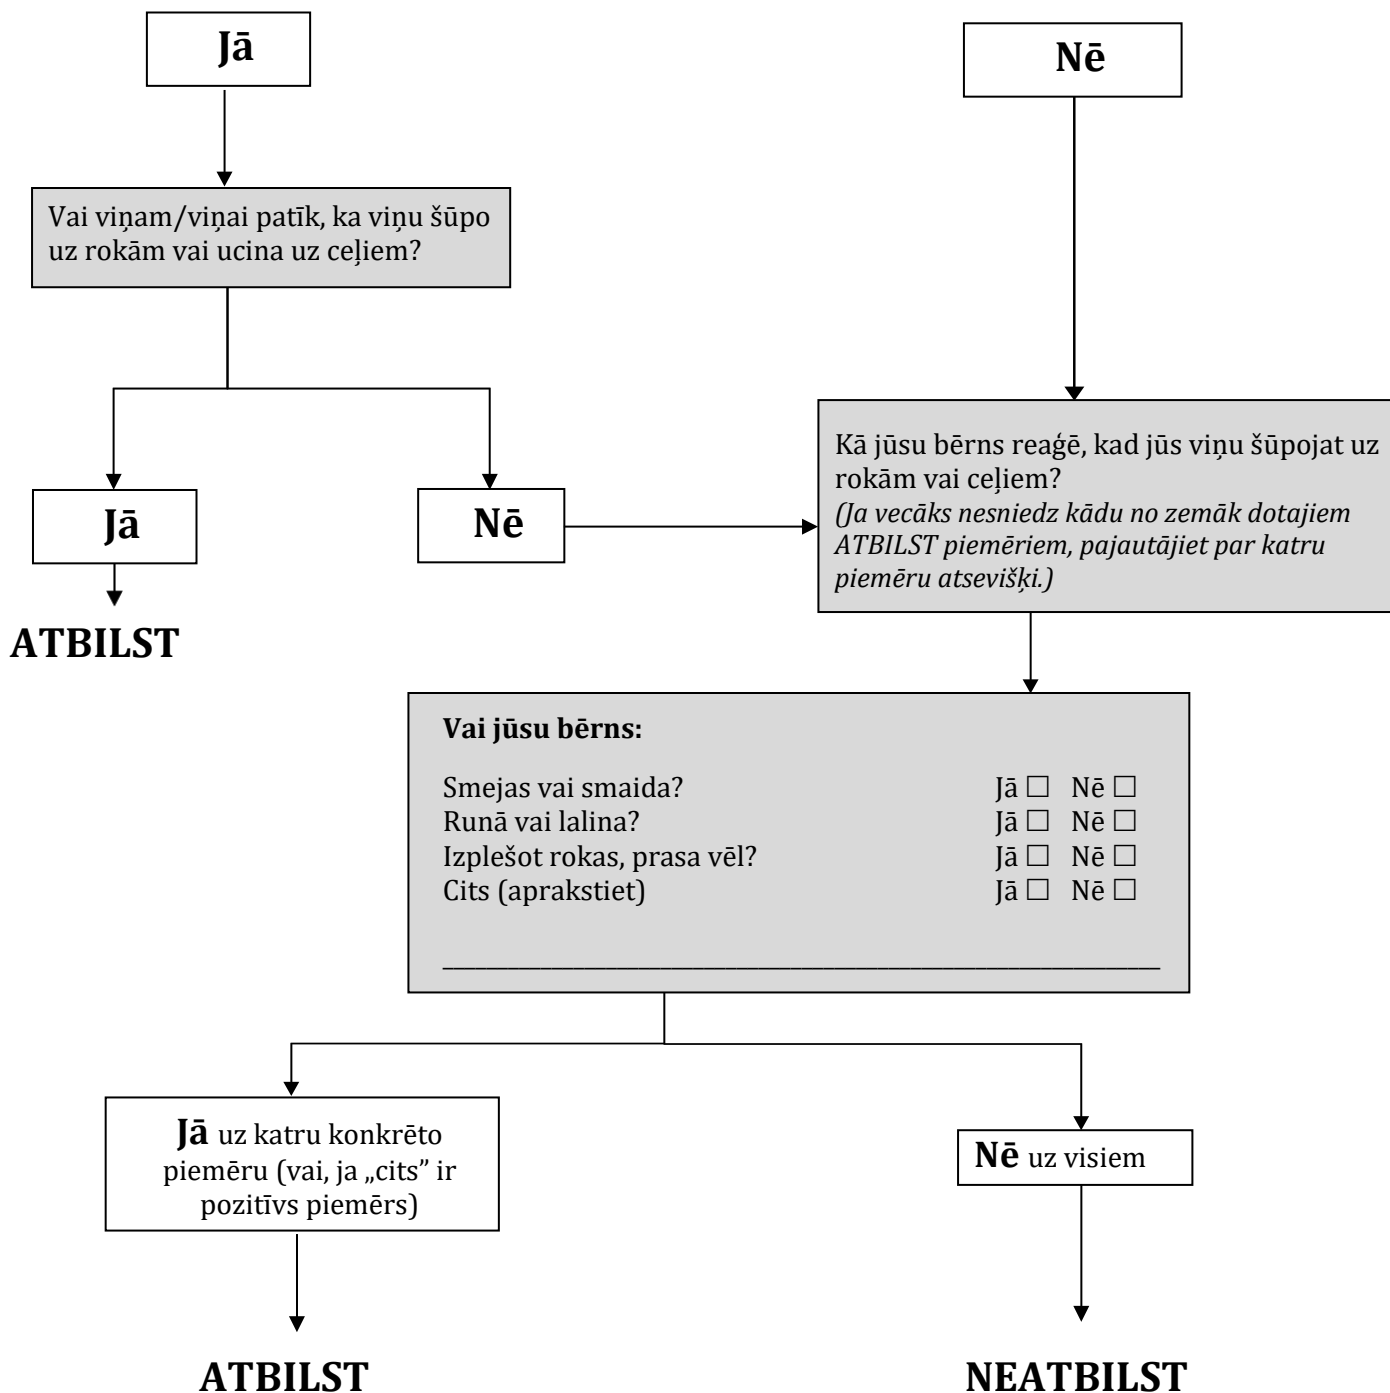 Jā
Nē
Vai viņam/viņai patīk, ka viņu šūpo
uz rokām vai ucina uz ceļiem?
Jā
Nē
Kā jūsu bērns reaģē, kad jūs viņu šūpojat uz
rokām vai ceļiem?
(Ja vecāks nesniedz kādu no zemāk dotajiem
ATBILST piemēriem, pajautājiet par katru
piemēru atsevišķi.)
ATBILST
Vai jūsu bērns:
Smejas vai smaida? Jā ☐ Nē ☐
Runā vai lalina? Jā ☐ Nē ☐
Izplešot rokas, prasa vēl? Jā ☐ Nē ☐
Cits (aprakstiet) Jā ☐ Nē ☐
Jā uz katru konkrēto
piemēru (vai, ja „cits” ir
pozitīvs piemērs)
Nē uz visiem
ATBILST
NEATBILST